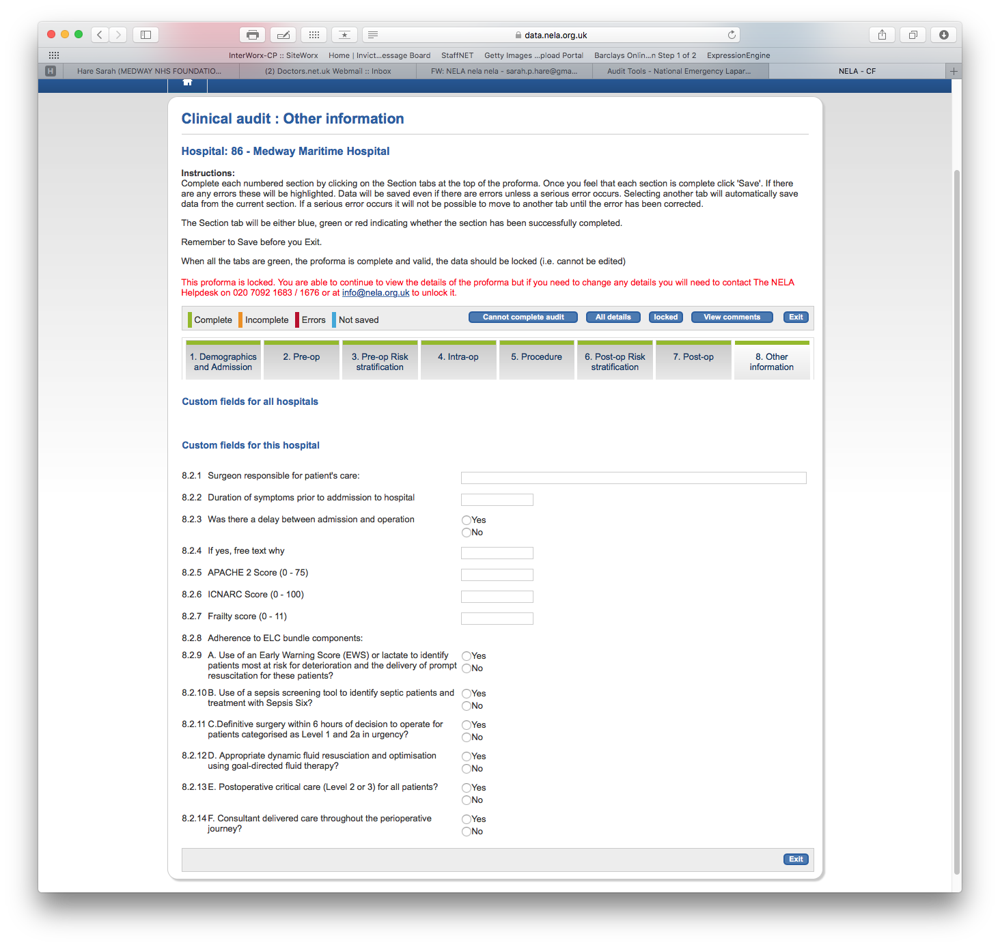 data.nela.org.uk
InterWorx-CP :: SiteWorx Home | Invict...essage Board StaffNET Getty Images ...pload Portal Barclays Onlin...n Step 1 of 2 ExpressionEngine
H Hare Sarah (MEDWAY NHS FOUNDATIO... (2) Doctors.net.uk Webmail :: Inbox FW: NELA nela nela - sarah.p.hare@gma... Audit Tools - National Emergency Lapar... NELA - CF +
Clinical audit : Other information
Hospital: 86 - Medway Maritime Hospital
Instructions:
Complete each numbered section by clicking on the Section tabs at the top of the proforma. Once you feel that each section is complete click 'Save'. If there
are any errors these will be highlighted. Data will be saved even if there are errors unless a serious error occurs. Selecting another tab will automatically save
data from the current section. If a serious error occurs it will not be possible to move to another tab until the error has been corrected.
The Section tab will be either blue, green or red indicating whether the section has been successfully completed.
Remember to Save before you Exit.
When all the tabs are green, the proforma is complete and valid, the data should be locked (i.e. cannot be edited)
This proforma is locked. You are able to continue to view the details of the proforma but if you need to change any details you will need to contact The NELA
Helpdesk on 020 7092 1683 / 1676 or at info@nela.org.uk to unlock it.
Complete Incomplete Errors Not saved Cannot complete audit All details locked View comments Exit
1. Demographics and Admission
2. Pre-op
3. Pre-op Risk stratification
4. Intra-op
5. Procedure
6. Post-op Risk stratification
7. Post-op
8. Other information
Custom fields for all hospitals
Custom fields for this hospital
8.2.1 Surgeon responsible for patient's care:
8.2.2 Duration of symptoms prior to addmission to hospital
8.2.3 Was there a delay between admission and operation Yes
No
8.2.4 If yes, free text why
8.2.5 APACHE 2 Score (0 - 75)
8.2.6 ICNARC Score (0 - 100)
8.2.7 Frailty score (0 - 11)
8.2.8 Adherence to ELC bundle components:
8.2.9 A. Use of an Early Warning Score (EWS) or lactate to identify Yes
patients most at risk for deterioration and the delivery of prompt No
resuscitation for these patients?
8.2.10 B. Use of a sepsis screening tool to identify septic patients and Yes
treatment with Sepsis Six? No
8.2.11 C.Definitive surgery within 6 hours of decision to operate for Yes
patients categorised as Level 1 and 2a in urgency? No
8.2.12 D. Appropriate dynamic fluid resusciation and optimisation Yes
using goal-directed fluid therapy? No
8.2.13 E. Postoperative critical care (Level 2 or 3) for all patients? Yes
No
8.2.14 F. Consultant delivered care throughout the perioperative Yes
journey? No
Exit